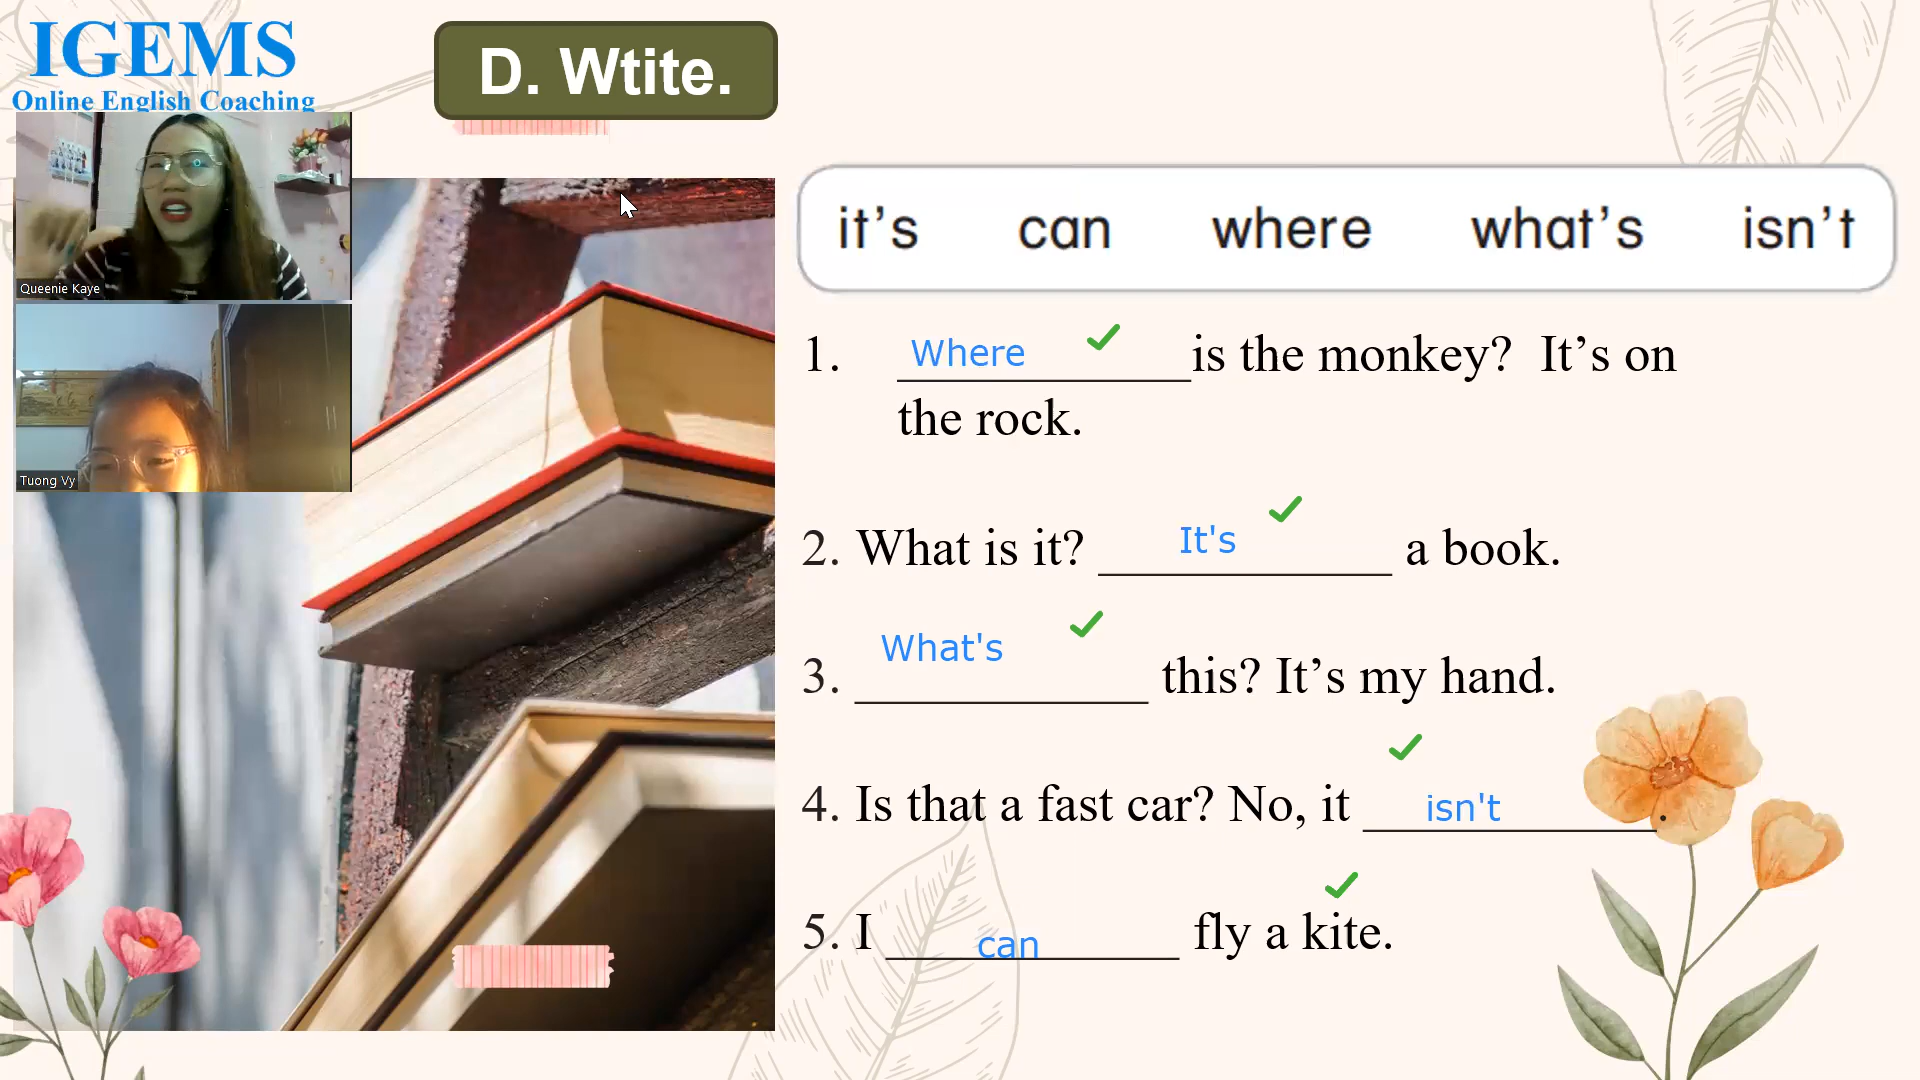 IGEMS
Online English Coaching
D. Wtite.
Queenie Kaye
Tuong Vy
it’s can where what’s isn’t
1. Where is the monkey? It’s on
the rock.
2. What is it? It's a book.
3. What's this? It’s my hand.
4. Is that a fast car? No, it isn't.
5. I can fly a kite.